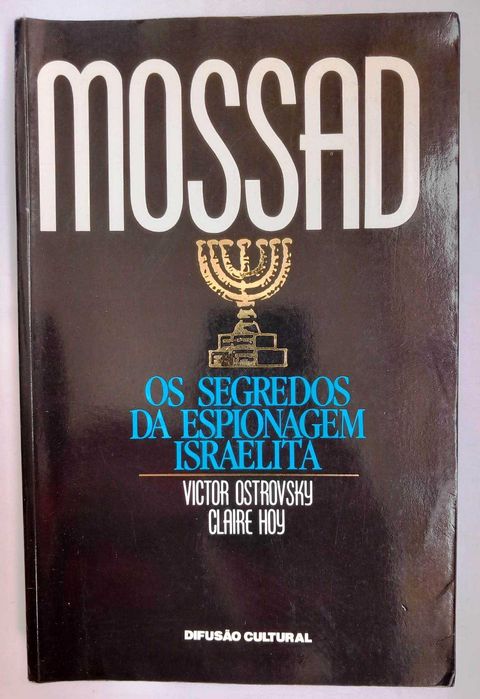 MOSSAD
OS SEGREDOS
DA ESPIONAGEM
ISRAELITA
VICTOR OSTROVSKY
CLAIRE HOY
DIFUSÃO CULTURAL